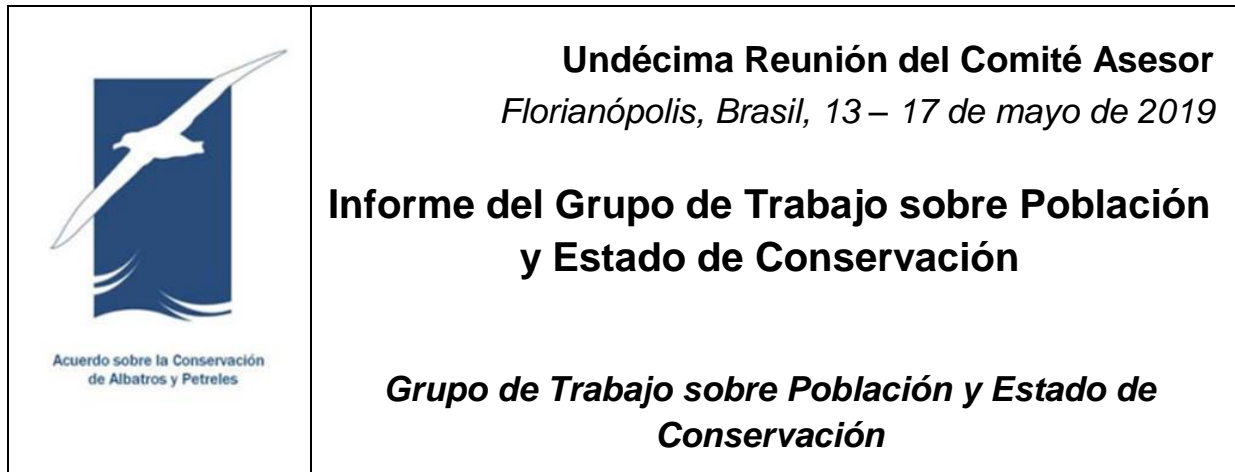 Acuerdo sobre la Conservación
de Albatros y Petreles
Undécima Reunión del Comité Asesor
Florianópolis, Brasil, 13 – 17 de mayo de 2019
Informe del Grupo de Trabajo sobre Población
y Estado de Conservación
Grupo de Trabajo sobre Población y Estado de
Conservación